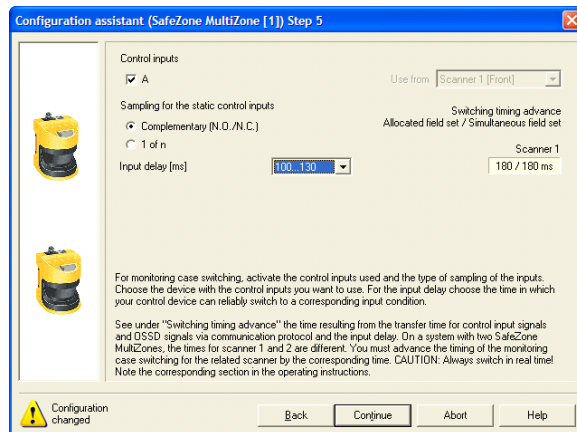 Configuration assistant (SafeZone MultiZone [1]) Step 5
Control inputs
A
Use from Scanner 1 (Front)
Sampling for the static control inputs
Switching timing advance
Allocated field set / Simultaneous field set
Complementary (N.O./N.C.)
1 of n
Scanner 1
Input delay [ms] 100...130
180 / 180 ms
For monitoring case switching, activate the control inputs used and the type of sampling of the inputs.
Choose the device with the control inputs you want to use. For the input delay choose the time in which
your control device can reliably switch to a corresponding input condition.
See under "Switching timing advance" the time resulting from the transfer time for control input signals
and OSSD signals via communication protocol and the input delay. On a system with two SafeZone
MultiZones, the times for scanner 1 and 2 are different. You must advance the timing of the monitoring
case switching for the related scanner by the corresponding time. CAUTION: Always switch in real time!
Note the corresponding section in the operating instructions.
Configuration
changed
Back Continue Abort Help